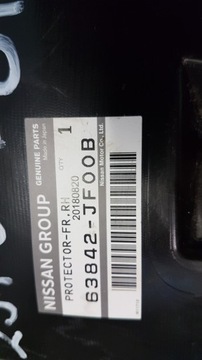 NISSAN GROUP
GENUINE PARTS
Made in Japan
PROTECTOR-FR,RH
20180820
QTY
1
63842-JF00B
Nissan Motor Co., Ltd.